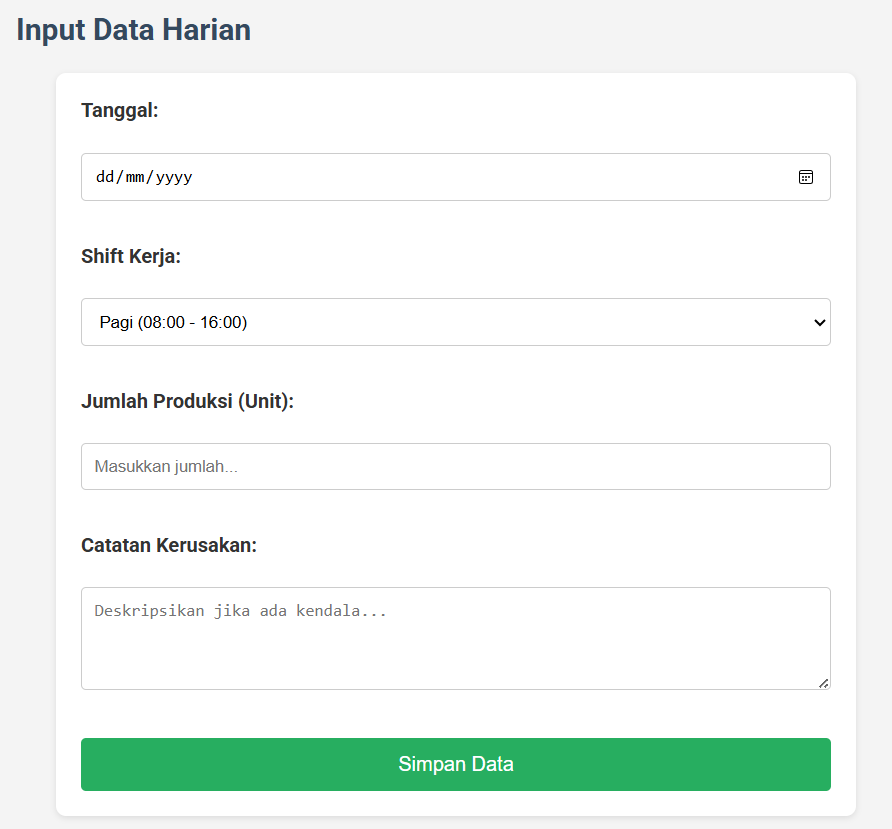 Input Data Harian
Tanggal:
dd/mm/yyyy
Shift Kerja:
Pagi (08:00 - 16:00)
Jumlah Produksi (Unit):
Masukkan jumlah...
Catatan Kerusakan:
Deskripsikan jika ada kendala...
Simpan Data